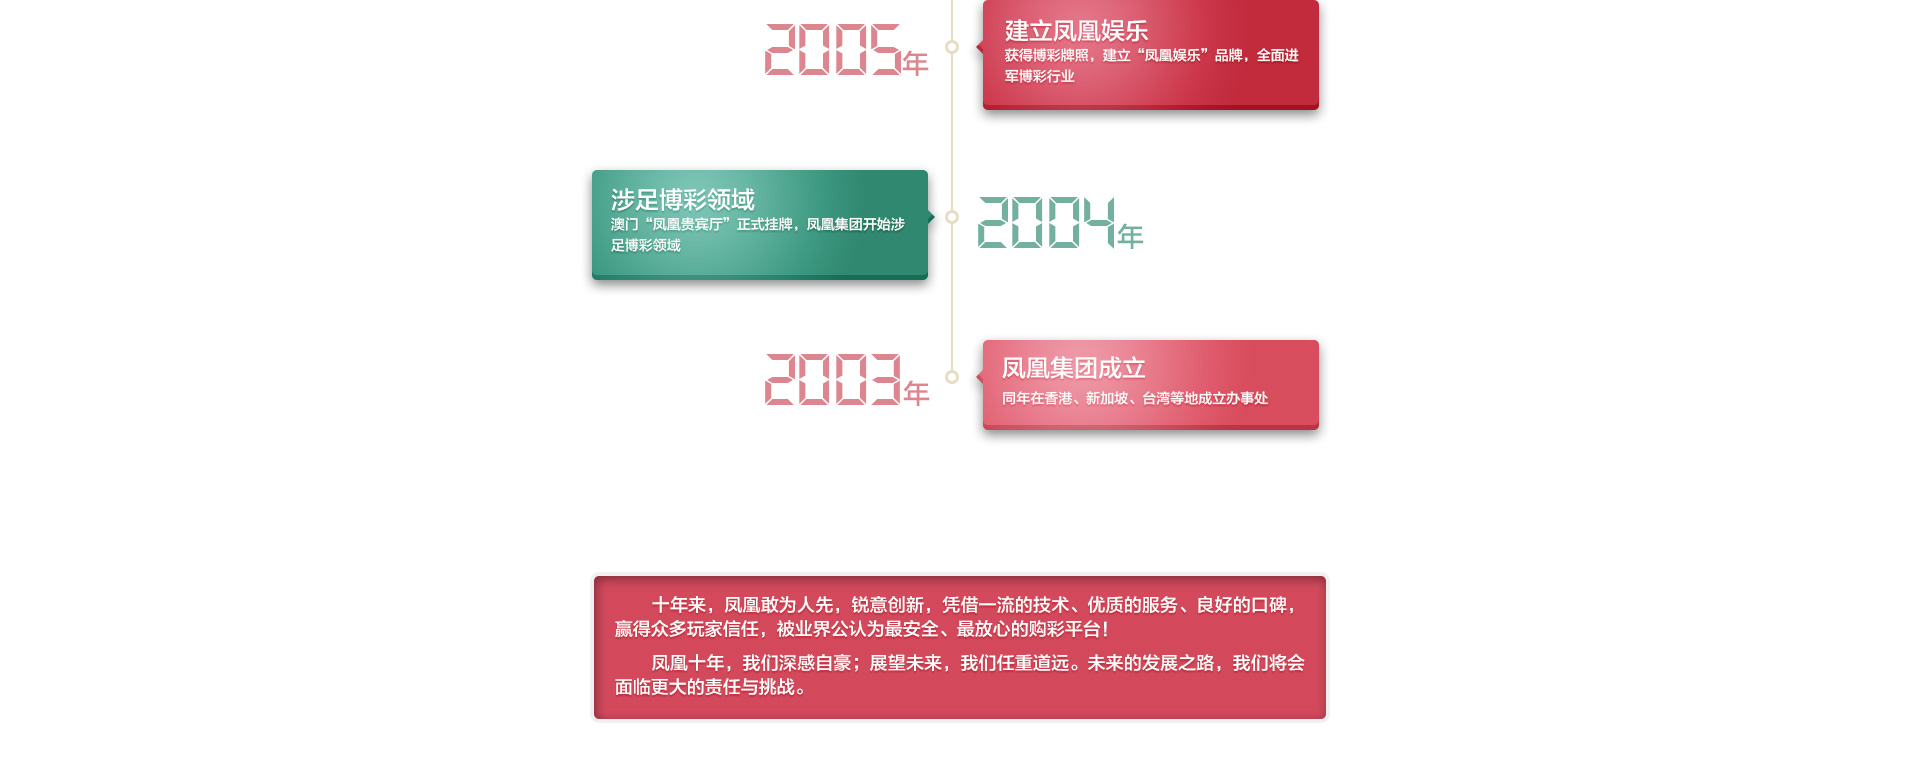 2005年
建立凤凰娱乐
获得博彩牌照，建立“凤凰娱乐”品牌，全面进
军博彩行业
涉足博彩领域
澳门“凤凰贵宾厅”正式挂牌，凤凰集团开始涉
足博彩领域
2004年
2003年
凤凰集团成立
同年在香港、新加坡、台湾等地成立办事处
十年来，凤凰敢为人先，锐意创新，凭借一流的技术、优质的服务、良好的口碑，
赢得众多玩家信任，被业界公认为最安全、最放心的购彩平台！
凤凰十年，我们深感自豪；展望未来，我们任重道远。未来的发展之路，我们将会
面临更大的责任与挑战。